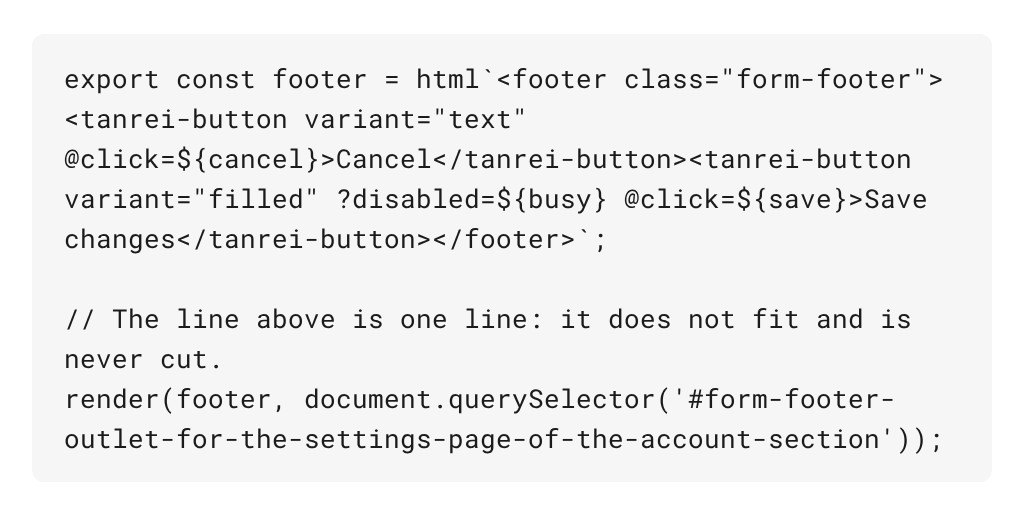 export const footer = html`<footer class="form-footer">
<tanrei-button variant="text"
@click=${cancel}>Cancel</tanrei-button><tanrei-button
variant="filled" ?disabled=${busy} @click=${save}>Save
changes</tanrei-button></footer>`;

// The line above is one line: it does not fit and is
never cut.
render(footer, document.querySelector('#form-footer-
outlet-for-the-settings-page-of-the-account-section'));